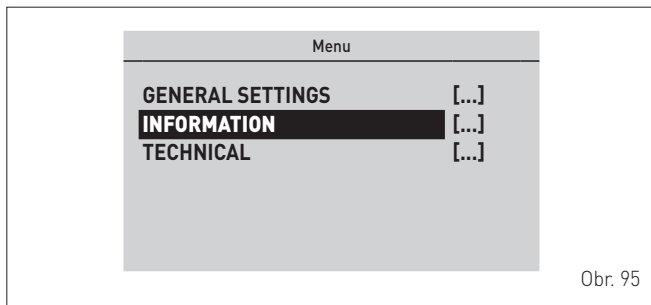 Menu
GENERAL SETTINGS [...]
INFORMATION [...]
TECHNICAL [...]
Obr. 95